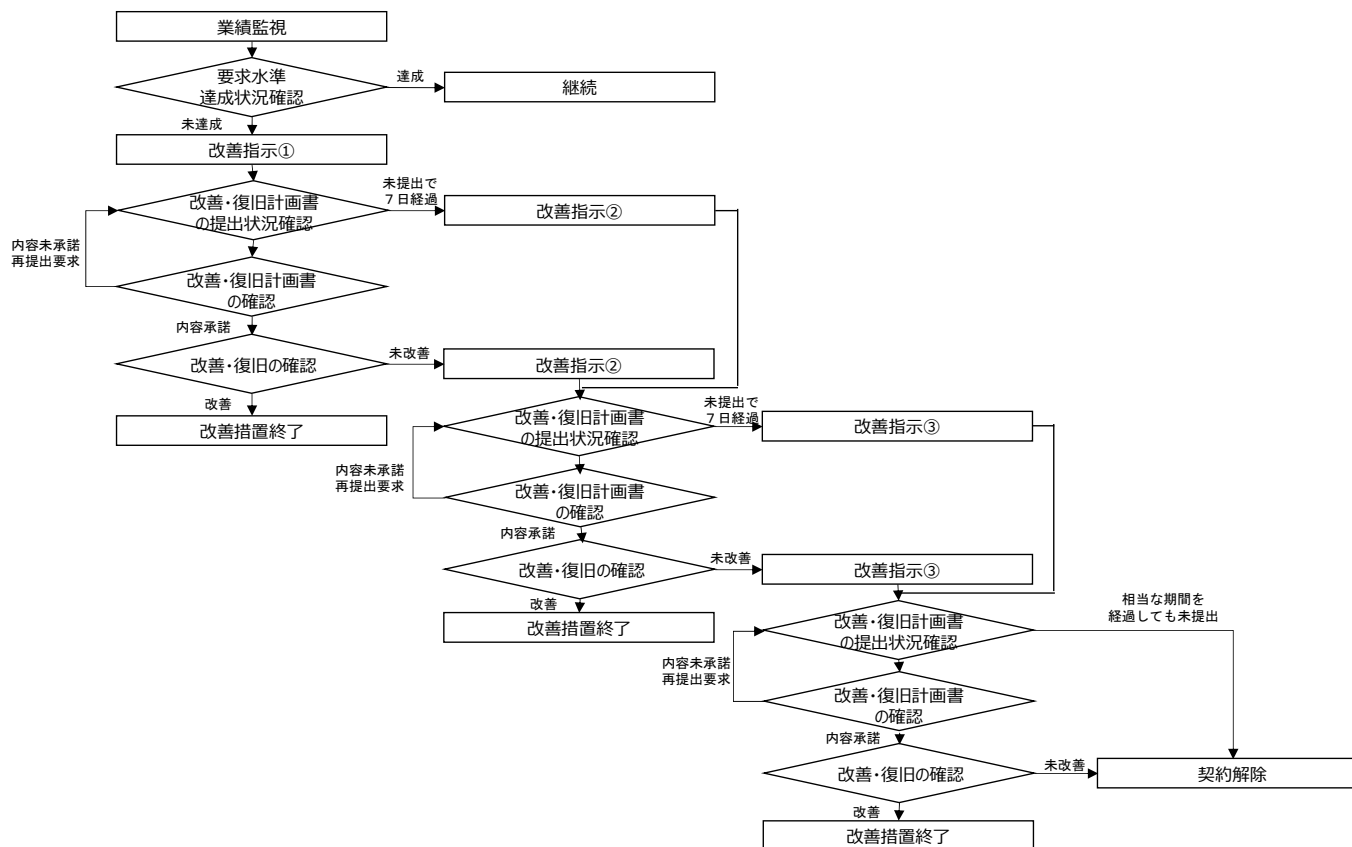 業績監視
要求水準
達成状況確認
達成
継続
未達成
改善指示①
改善・復旧計画書
の提出状況確認
未提出で
７日経過
改善指示②
内容未承諾
再提出要求
改善・復旧計画書
の確認
内容承諾
改善・復旧の確認
未改善
改善指示②
改善
改善措置終了
改善・復旧計画書
の提出状況確認
未提出で
７日経過
改善指示③
内容未承諾
再提出要求
改善・復旧計画書
の確認
内容承諾
改善・復旧の確認
未改善
改善指示③
改善
改善措置終了
改善・復旧計画書
の提出状況確認
相当な期間を
経過しても未提出
内容未承諾
再提出要求
改善・復旧計画書
の確認
内容承諾
改善・復旧の確認
未改善
契約解除
改善
改善措置終了